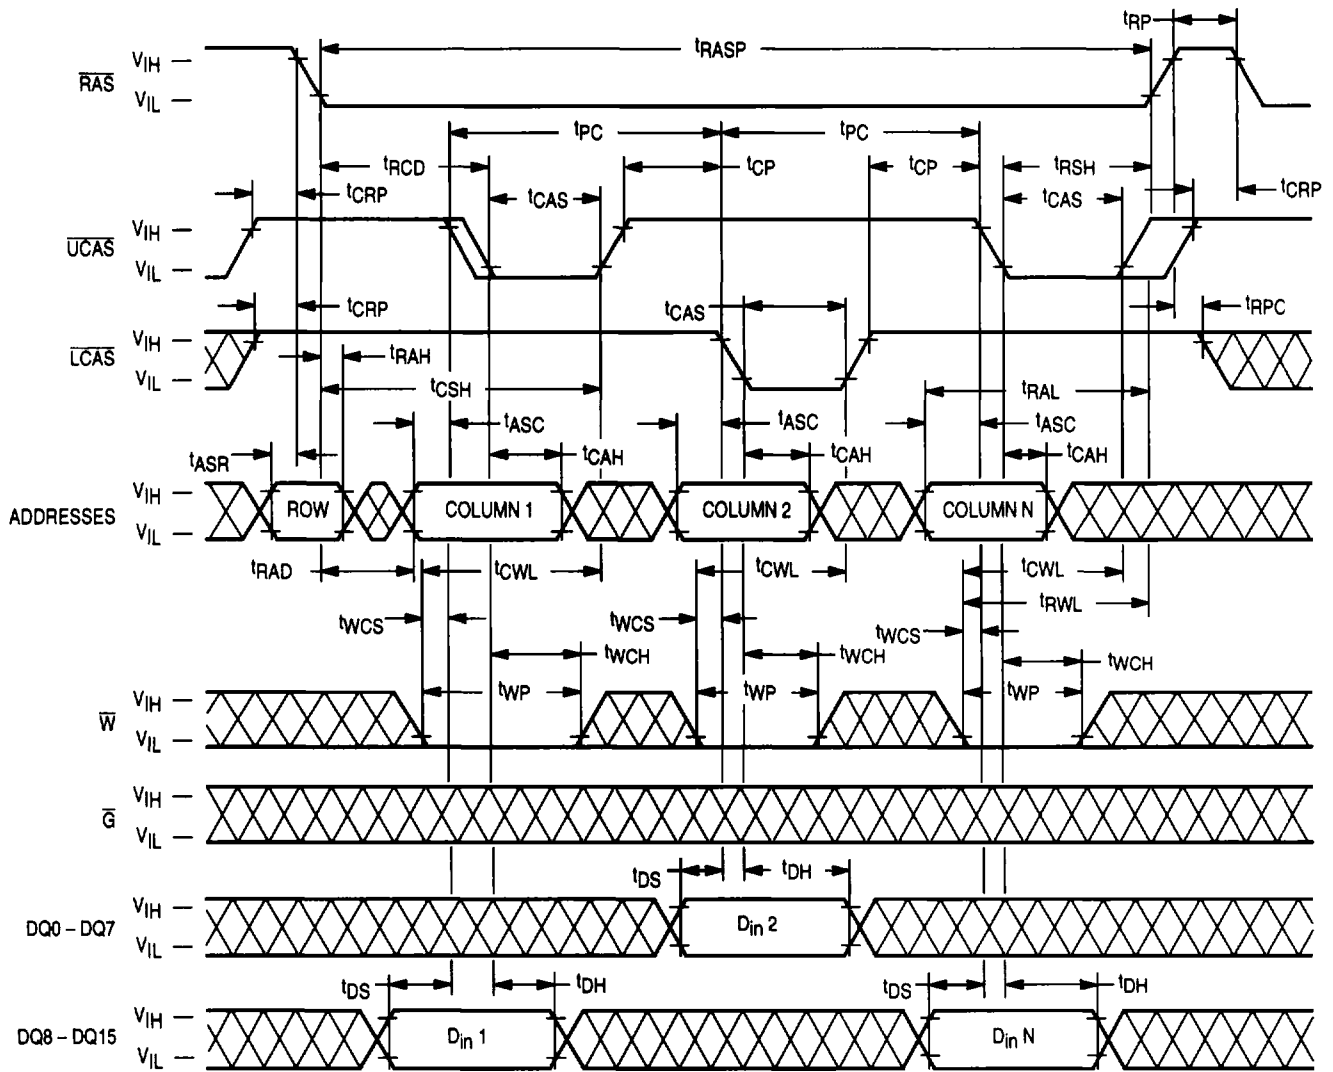 tRP
tRASP
RAS
VIH
VIL
tPC
tPC
tRCD
tCP
tCP
tRSH
tCRP
tCAS
tCAS
tCRP
UCAS
VIH
VIL
tCRP
tCAS
tRPC
LCAS
VIH
VIL
tRAH
tCSH
tRAL
tASC
tASC
tASC
tASR
tCAH
tCAH
tCAH
ADDRESSES
VIH
VIL
ROW
COLUMN 1
COLUMN 2
COLUMN N
tRAD
tCWL
tCWL
tCWL
tRWL
tWCS
tWCS
tWCS
tWCH
tWCH
tWCH
tWP
tWP
tWP
W
VIH
VIL
G
VIH
VIL
tDS
tDH
DQ0 – DQ7
VIH
VIL
Din 2
tDS
tDH
tDS
tDH
DQ8 – DQ15
VIH
VIL
Din 1
Din N